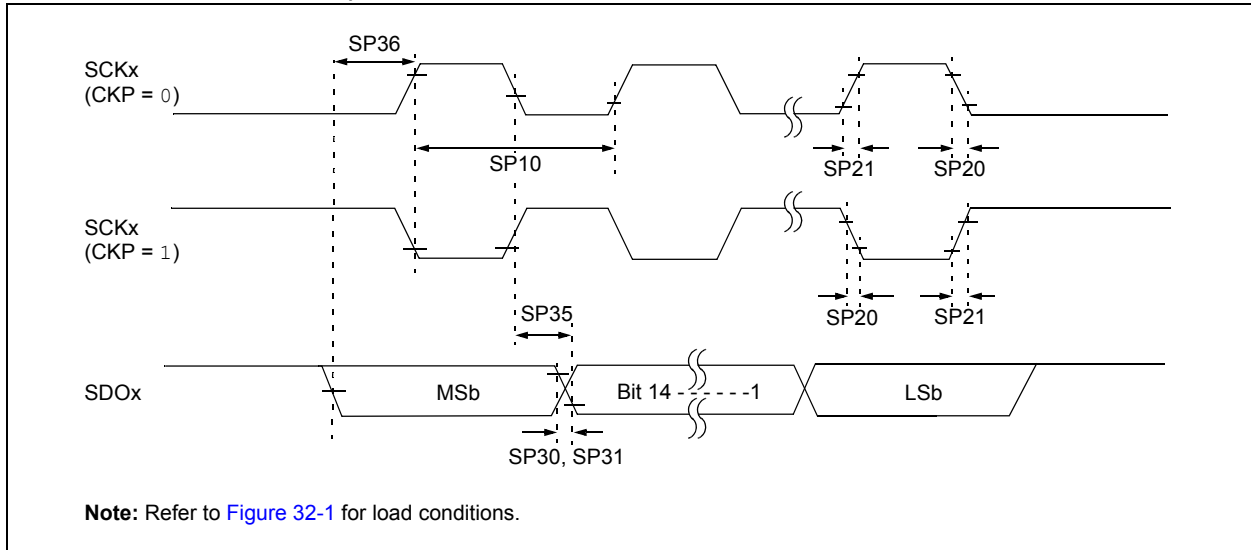 SP36
SCKx
(CKP = 0)
SP10
SP21
SP20
SCKx
(CKP = 1)
SP35
SP20
SP21
SDOx
MSb
Bit 14 - - - - - - -1
LSb
SP30, SP31
Note: Refer to Figure 32-1 for load conditions.